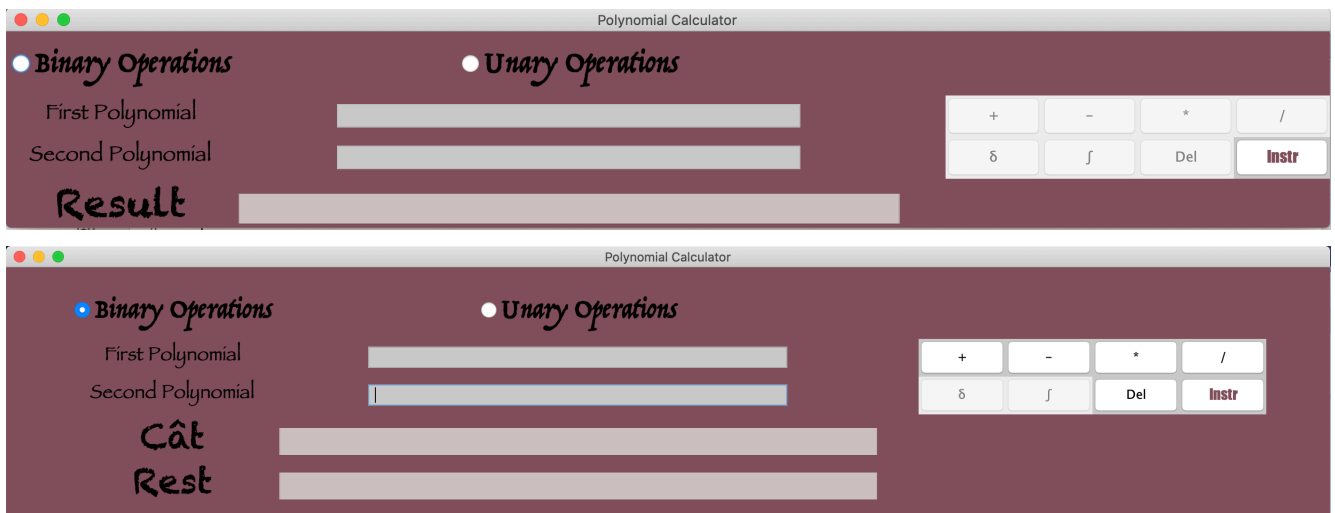 Polynomial Calculator
Binary Operations Unary Operations
First Polynomial + - * /
Second Polynomial δ ∫ Del Instr
Result
Polynomial Calculator
Binary Operations Unary Operations
First Polynomial + - * /
Second Polynomial δ ∫ Del Instr
Cât
Rest